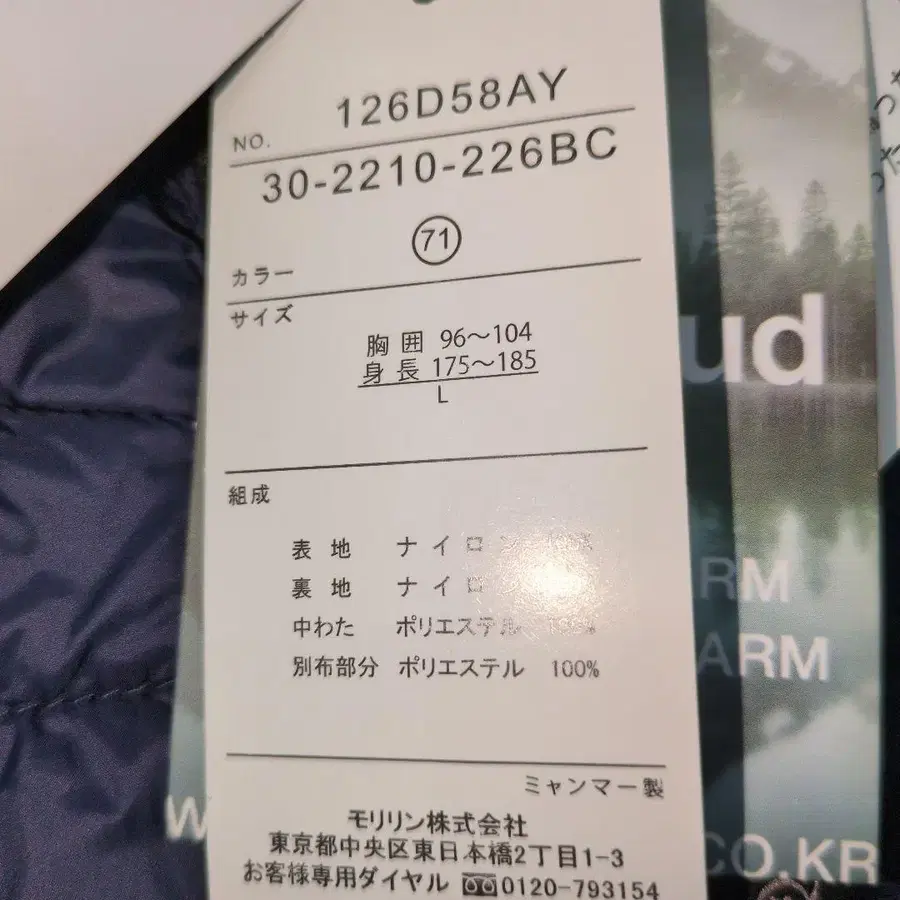 NO. 126D58AY
30-2210-226BC
カラー 71
サイズ
胸囲 96〜104
身長 175〜185
L
組成
表地 ナイロン
裏地 ナイロ
中わた ポリエステル
別布部分 ポリエステル 100%
ミャンマー製
モリリン株式会社
東京都中央区東日本橋2丁目1-3
お客様専用ダイヤル 0120-793154
ud
RM
ARM
W
CO.KR